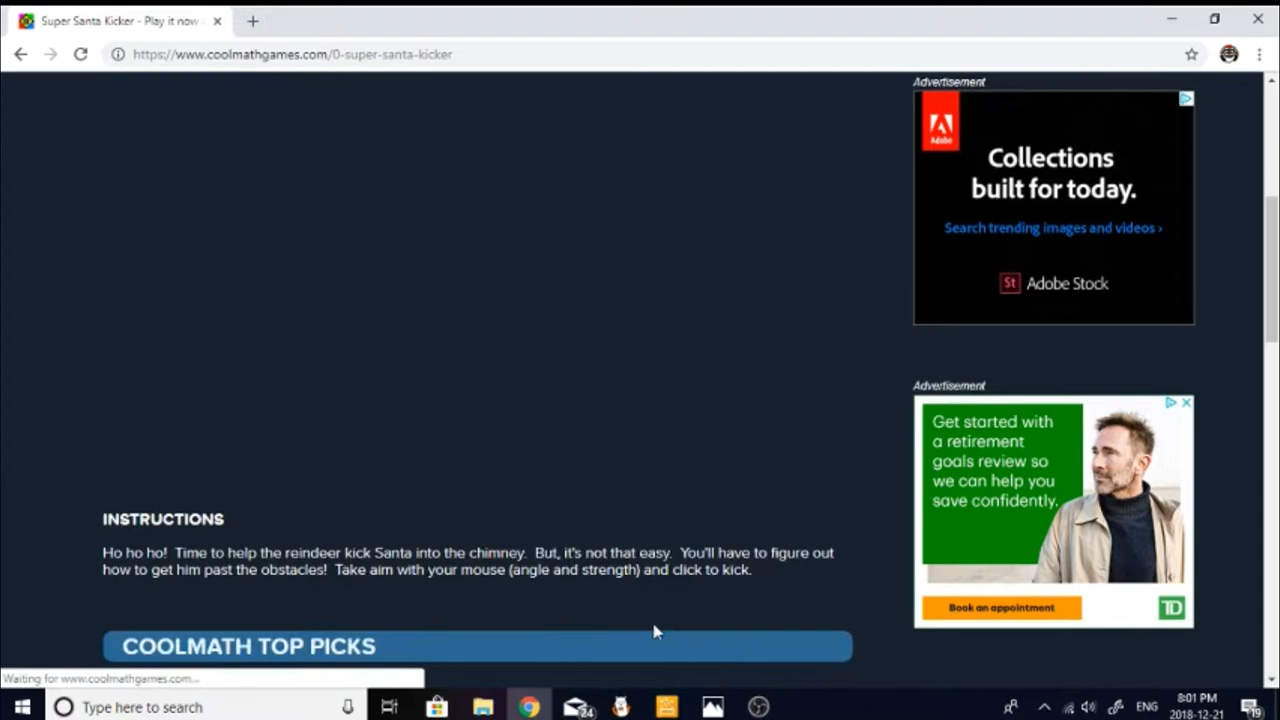 Super Santa Kicker - Play it now
https://www.coolmathgames.com/0-super-santa-kicker
Advertisement
Adobe
Collections
built for today.
Search trending images and videos ›
St Adobe Stock
Advertisement
Get started with
a retirement
goals review so
we can help you
save confidently.
Book an appointment
TD
INSTRUCTIONS
Ho ho ho! Time to help the reindeer kick Santa into the chimney. But, it's not that easy. You'll have to figure out
how to get him past the obstacles! Take aim with your mouse (angle and strength) and click to kick.
COOLMATH TOP PICKS
Waiting for www.coolmathgames.com...
Type here to search
24
ENG
8:01 PM
2018-12-21
19